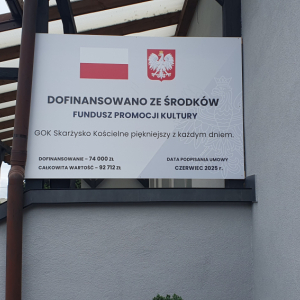 DOFINANSOWANO ZE ŚRODKÓW
FUNDUSZ PROMOCJI KULTURY
GOK Skarżysko Kościelne piękniejszy z każdym dniem.
DOFINANSOWANIE – 74 000 ZŁ
CAŁKOWITA WARTOŚĆ – 92 712 ZŁ
DATA PODPISANIA UMOWY
CZERWIEC 2025 r.